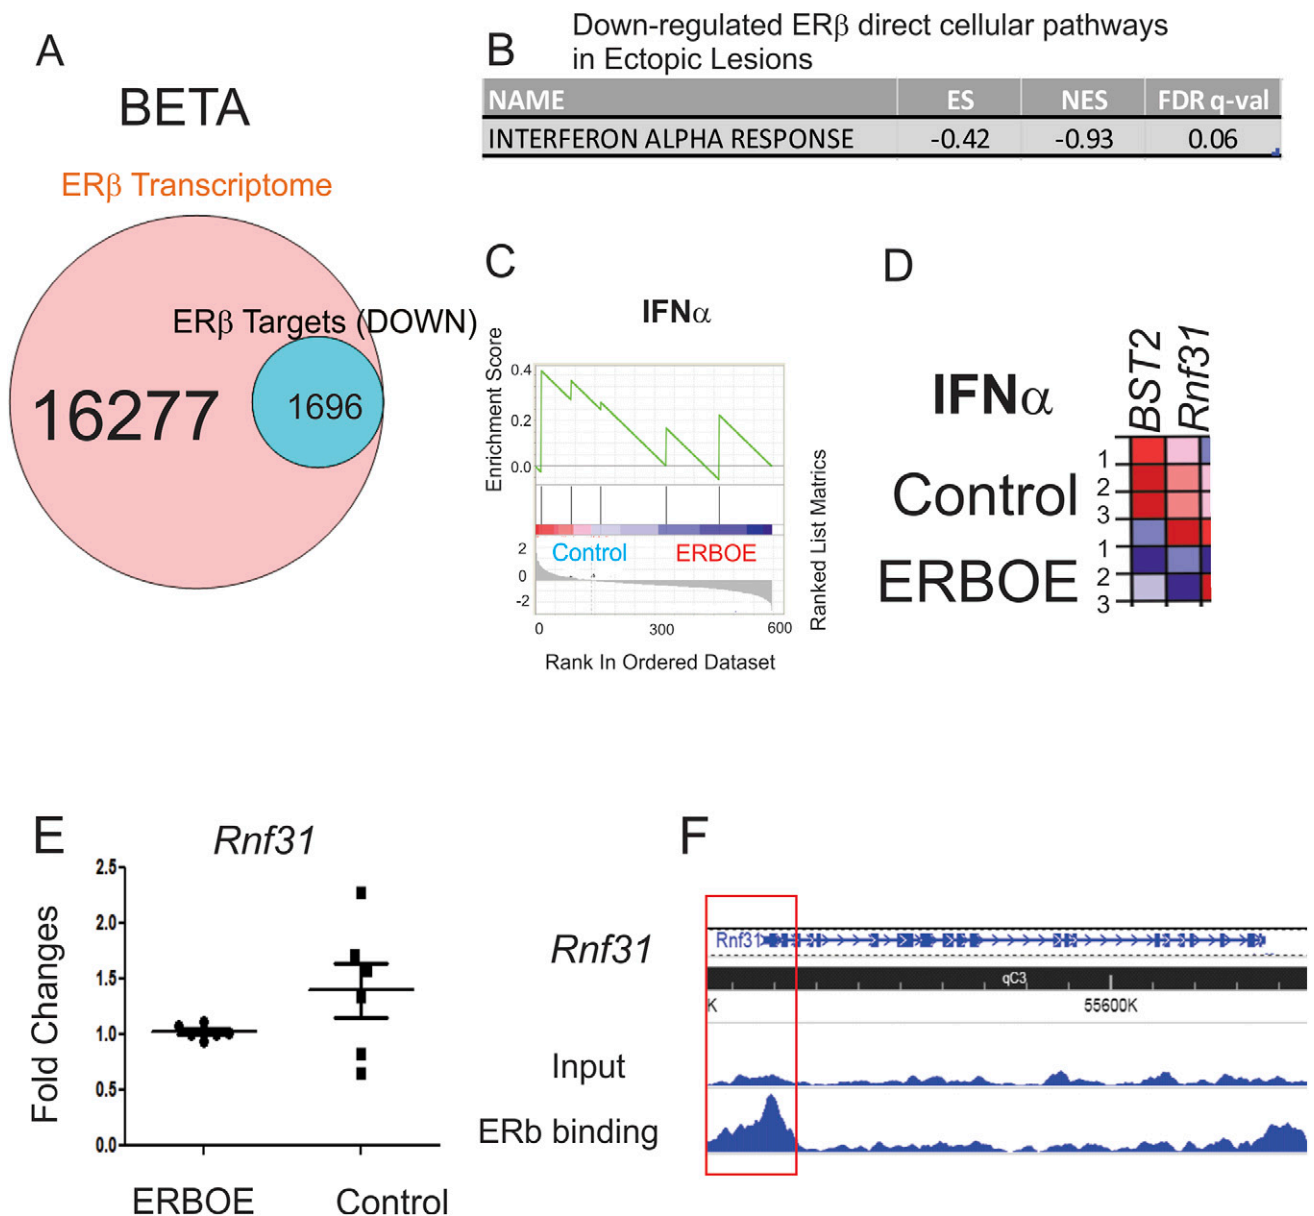 A
BETA
ERβ Transcriptome
ERβ Targets (DOWN)
16277
1696
B
Down-regulated ERβ direct cellular pathways
in Ectopic Lesions
NAME ES NES FDR q-val
INTERFERON ALPHA RESPONSE -0.42 -0.93 0.06
C
IFNα
Enrichment Score
0.4
0.2
0.0
Control ERBOE
2
0
-2
Ranked List Matrics
0 300 600
Rank In Ordered Dataset
D
IFNα
BST2
Rnf31
Control
1
2
3
ERBOE
1
2
3
E
Rnf31
Fold Changes
2.5
2.0
1.5
1.0
0.5
0.0
ERBOE Control
F
Rnf31
Rnf31
qC3
K 55600K
Input
ERb binding